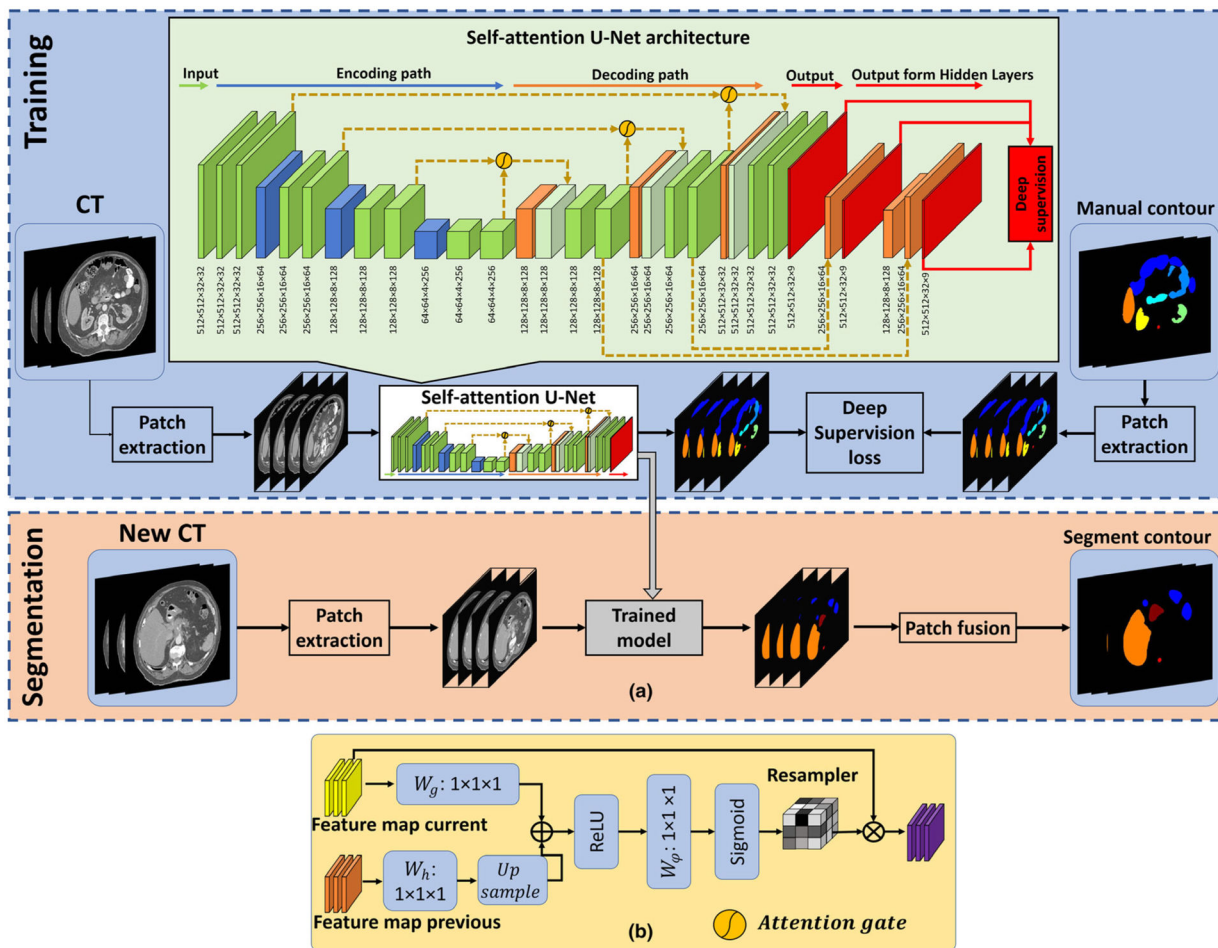 Training
Self-attention U-Net architecture
Input
Encoding path
Decoding path
Output
Output form Hidden Layers
CT
Manual contour
Deep
supervision
512×512×32×32
512×512×32×32
512×512×32×32
256×256×16×64
256×256×16×64
256×256×16×64
128×128×8×128
128×128×8×128
128×128×8×128
64×64×4×256
64×64×4×256
64×64×4×256
128×128×8×128
128×128×8×128
128×128×8×128
128×128×8×128
256×256×16×64
256×256×16×64
256×256×16×64
256×256×16×64
512×512×32×32
512×512×32×32
512×512×32×32
512×512×32×32
512×512×32×9
256×256×16×64
512×512×32×9
128×128×8×128
256×256×16×64
512×512×32×9
Patch
extraction
Self-attention U-Net
Deep
Supervision
loss
Patch
extraction
Segmentation
New CT
Segment contour
Patch
extraction
Trained
model
Patch fusion
(a)
W_g: 1×1×1
Feature map current
W_h:
1×1×1
Up
sample
Feature map previous
ReLU
W_φ: 1×1 ×1
Sigmoid
Resampler
(b)
Attention gate